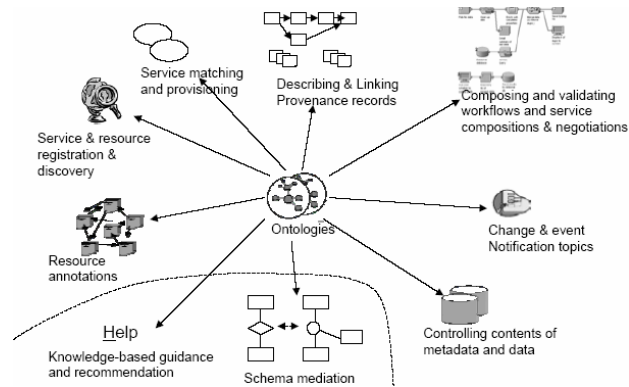 Service matching
and provisioning
Describing & Linking
Provenance records
Composing and validating
workflows and service
compositions & negotiations
Service & resource
registration &
discovery
Ontologies
Change & event
Notification topics
Resource
annotations
Help
Knowledge-based guidance
and recommendation
Schema mediation
Controlling contents of
metadata and data